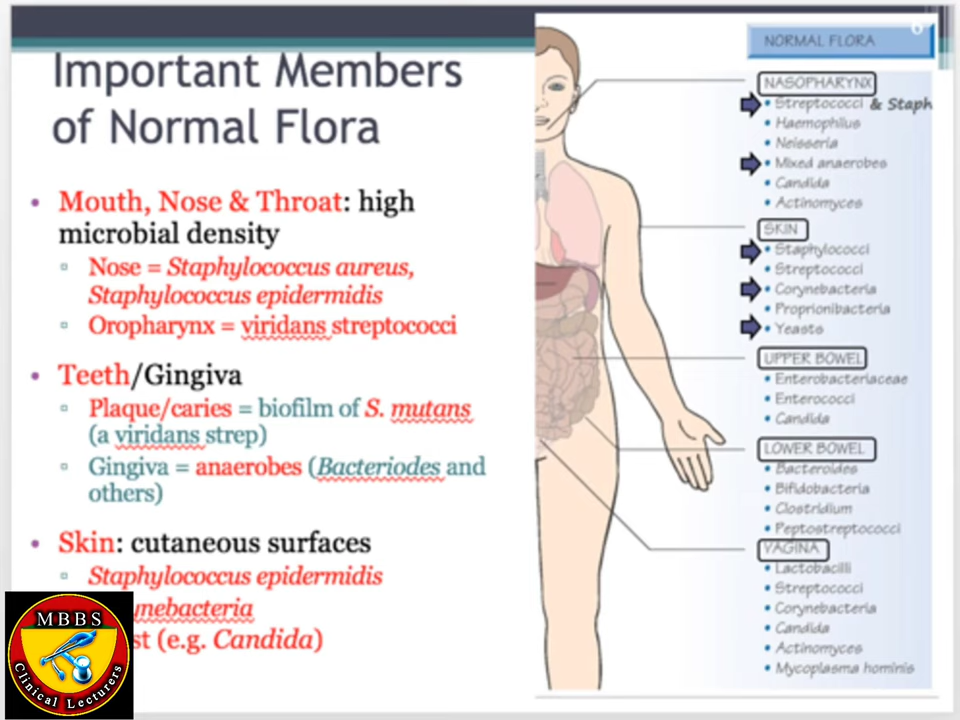 6
Important Members
of Normal Flora
• Mouth, Nose & Throat: high
microbial density
▫ Nose = Staphylococcus aureus,
Staphylococcus epidermidis
▫ Oropharynx = viridans streptococci
• Teeth/Gingiva
▫ Plaque/caries = biofilm of S. mutans
(a viridans strep)
▫ Gingiva = anaerobes (Bacteriodes and
others)
• Skin: cutaneous surfaces
▫ Staphylococcus epidermidis
ynebacteria
st (e.g. Candida)
NORMAL FLORA
NASOPHARYNX
• Streptococci & Staph
• Haemophilus
• Neisseria
• Mixed anaerobes
• Candida
• Actinomyces
SKIN
• Staphylococci
• Streptococci
• Corynebacteria
• Proprionibacteria
• Yeasts
UPPER BOWEL
• Enterobacteriaceae
• Enterococci
• Candida
LOWER BOWEL
• Bacteroides
• Bifidobacteria
• Clostridium
• Peptostreptococci
VAGINA
• Lactobacilli
• Streptococci
• Corynebacteria
• Candida
• Actinomyces
• Mycoplasma hominis
MBBS
Clinical Lecturers